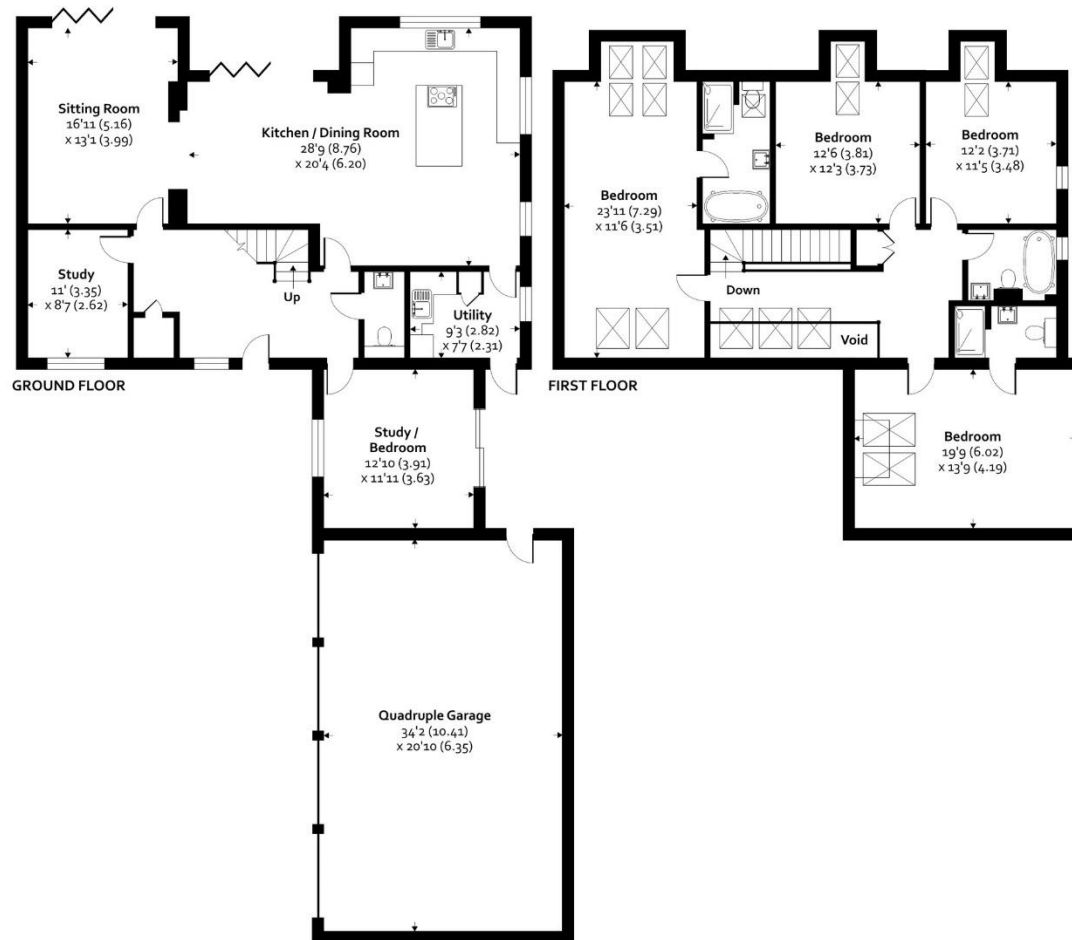 Sitting Room
16'11 (5.16)
x 13'1 (3.99)
Kitchen / Dining Room
28'9 (8.76)
x 20'4 (6.20)
Study
11' (3.35)
x 8'7 (2.62)
Up
Utility
9'3 (2.82)
x 7'7 (2.31)
GROUND FLOOR
Study /
Bedroom
12'10 (3.91)
x 11'11 (3.63)
Quadruple Garage
34'2 (10.41)
x 20'10 (6.35)
Bedroom
23'11 (7.29)
x 11'6 (3.51)
Bedroom
12'6 (3.81)
x 12'3 (3.73)
Bedroom
12'2 (3.71)
x 11'5 (3.48)
Down
Void
FIRST FLOOR
Bedroom
19'9 (6.02)
x 13'9 (4.19)